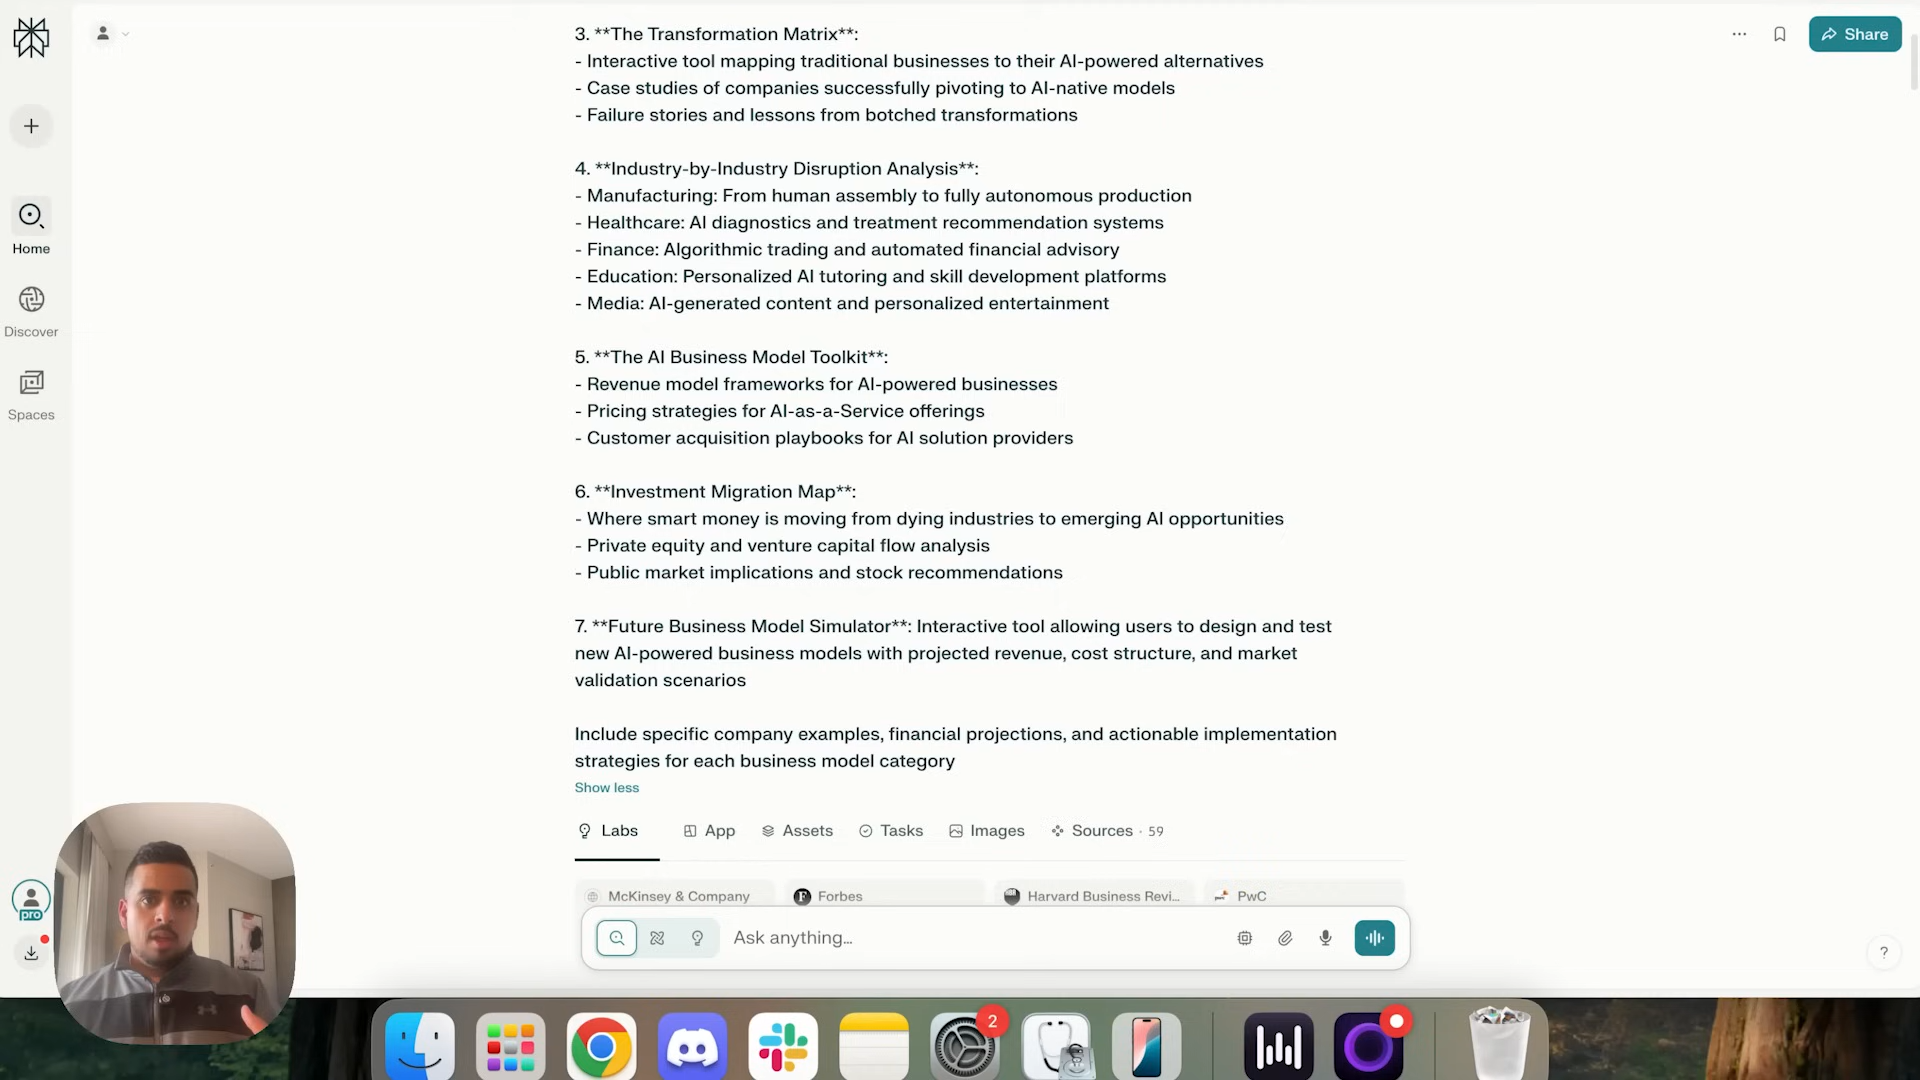 3. **The Transformation Matrix**:
- Interactive tool mapping traditional businesses to their AI-powered alternatives
- Case studies of companies successfully pivoting to AI-native models
- Failure stories and lessons from botched transformations
Share
4. **Industry-by-Industry Disruption Analysis**:
- Manufacturing: From human assembly to fully autonomous production
- Healthcare: AI diagnostics and treatment recommendation systems
- Finance: Algorithmic trading and automated financial advisory
- Education: Personalized AI tutoring and skill development platforms
- Media: AI-generated content and personalized entertainment
Home
Discover
Spaces
5. **The AI Business Model Toolkit**:
- Revenue model frameworks for AI-powered businesses
- Pricing strategies for AI-as-a-Service offerings
- Customer acquisition playbooks for AI solution providers
6. **Investment Migration Map**:
- Where smart money is moving from dying industries to emerging AI opportunities
- Private equity and venture capital flow analysis
- Public market implications and stock recommendations
7. **Future Business Model Simulator**: Interactive tool allowing users to design and test
new AI-powered business models with projected revenue, cost structure, and market
validation scenarios
Include specific company examples, financial projections, and actionable implementation
strategies for each business model category
Show less
Labs App Assets Tasks Images Sources · 59
McKinsey & Company Forbes Harvard Business Revi... PwC
pro
Ask anything...
?
2